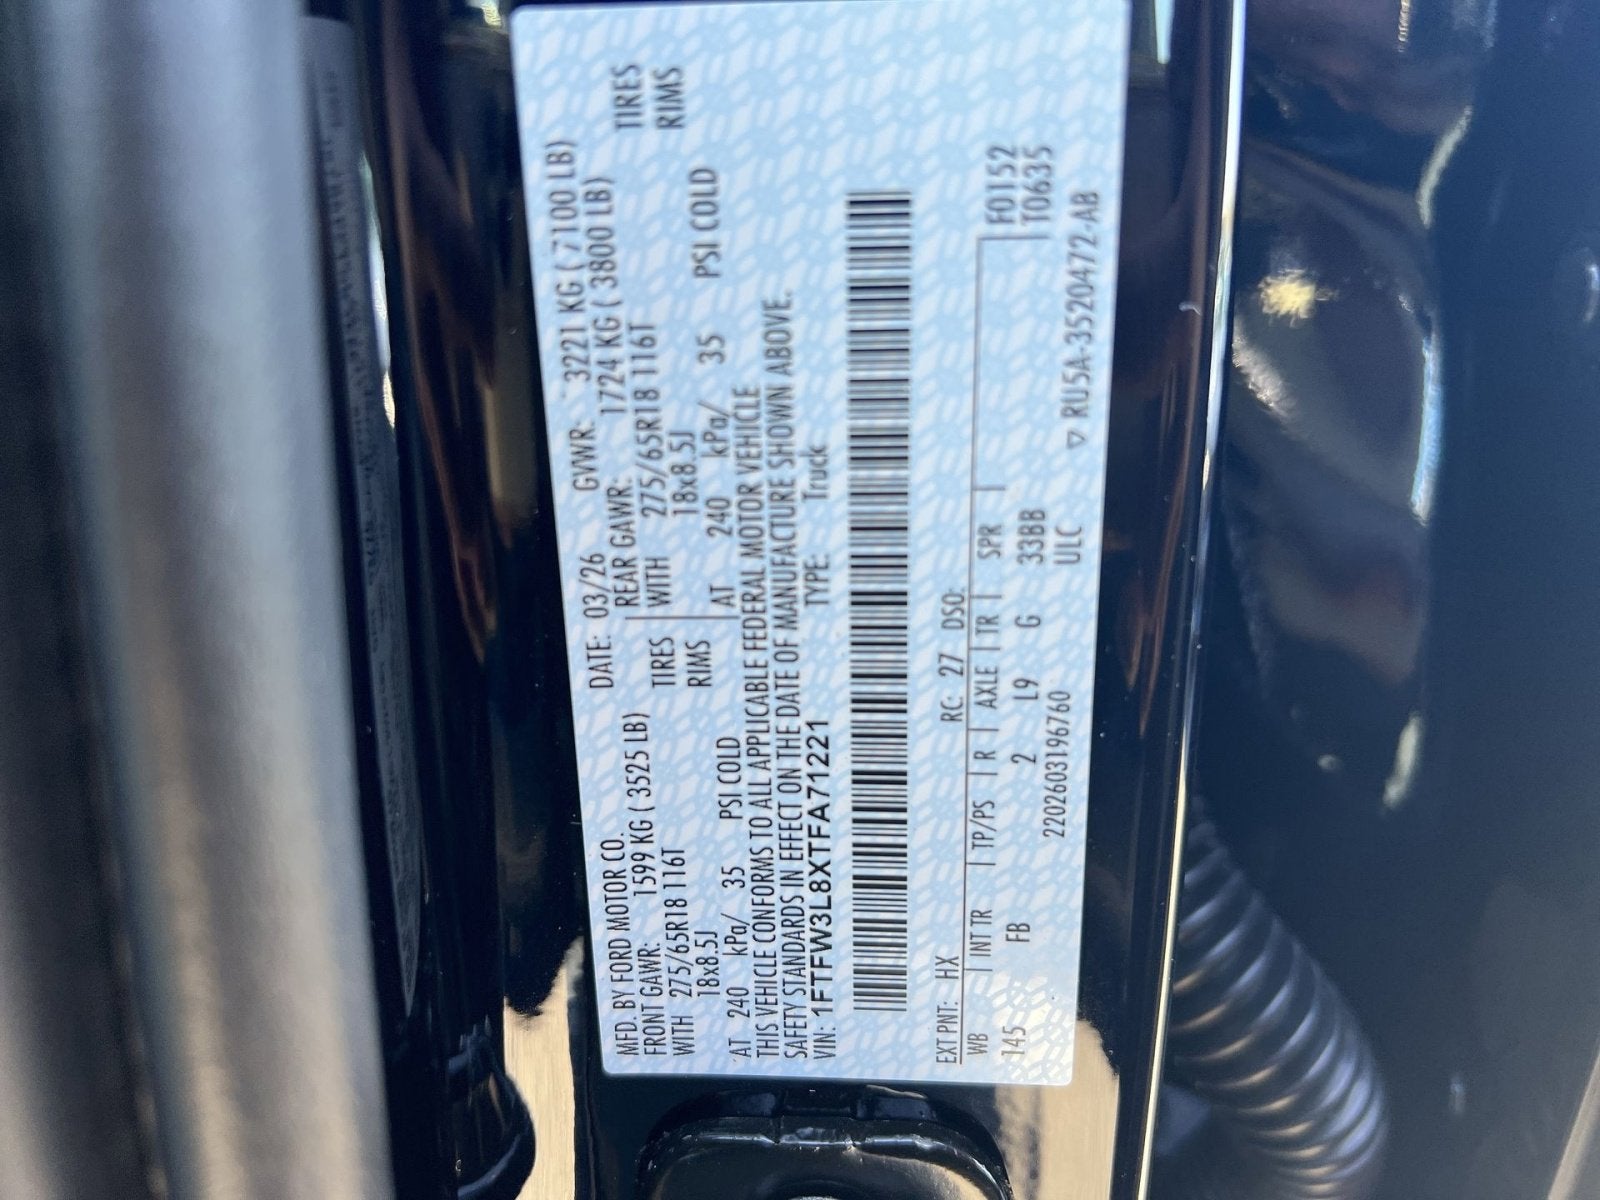 MFD. BY FORD MOTOR CO.
DATE: 03/26 GVWR: 3221 KG ( 7100 LB)
FRONT GAWR: 1599 KG ( 3525 LB)
REAR GAWR: 1724 KG ( 3800 LB)
WITH 275/65R18 116T TIRES
WITH 275/65R18 116T TIRES
18x8.5J RIMS
18x8.5J RIMS
AT 240 kPa/ 35 PSI COLD
AT 240 kPa/ 35 PSI COLD
THIS VEHICLE CONFORMS TO ALL APPLICABLE FEDERAL MOTOR VEHICLE
SAFETY STANDARDS IN EFFECT ON THE DATE OF MANUFACTURE SHOWN ABOVE.
VIN: 1FTFW3L8XTFA71221 TYPE: Truck
EXT PNT: HX RC: 27 DSO:
WB INT TR TP/PS R AXLE TR SPR
F0152
145 FB 2 L9 G 33BB T0635
2202603196760 ULC
▽ RU5A-3520472-AB